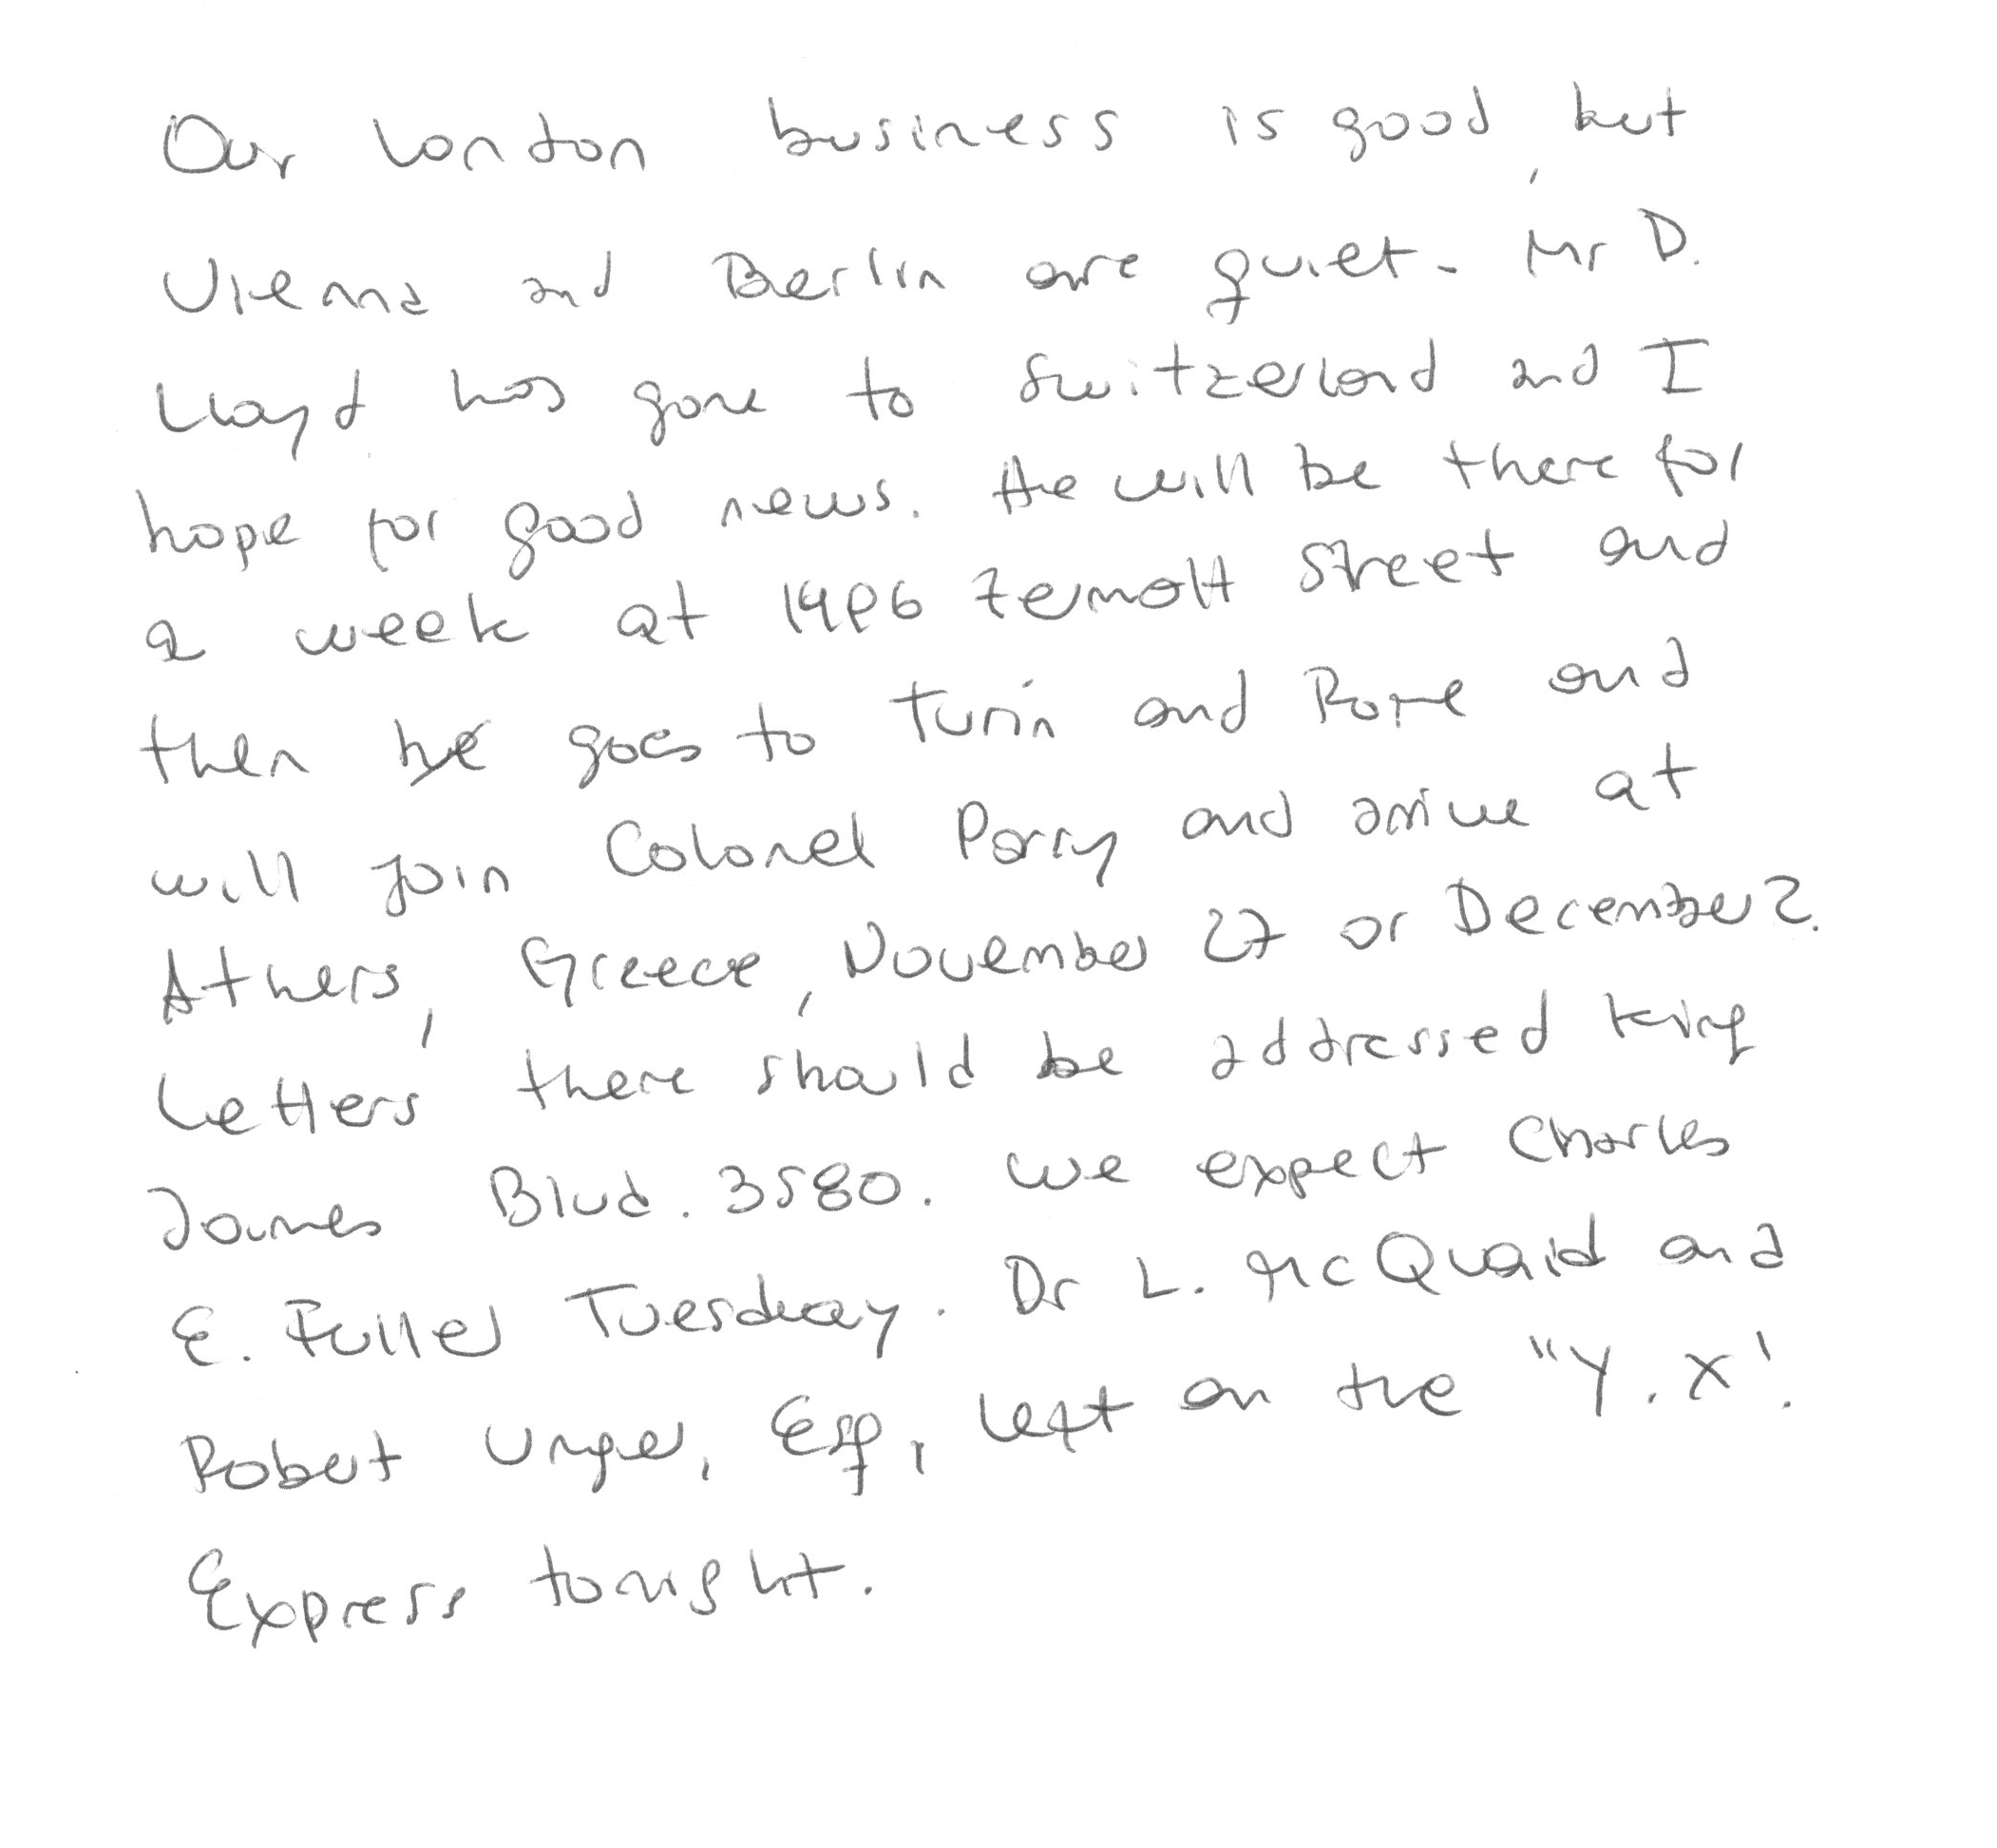 Our London business is good, but
Vienna and Berlin are quiet. Mr D.
Lloyd has gone to Switzerland and I
hope for good news. He will be there for
a week at 1496 Zermott Street and
then he goes to Turin and Rome and
will join Colonel Parry and arrive at
Athens, Greece, November 27 or December 2.
Letters there should be addressed King
James Blvd. 3580. We expect Charles
E. Fuller Tuesday. Dr L. McQuaid and
Robert Unger, Esq, left on the "Y.X".
Express tonight.